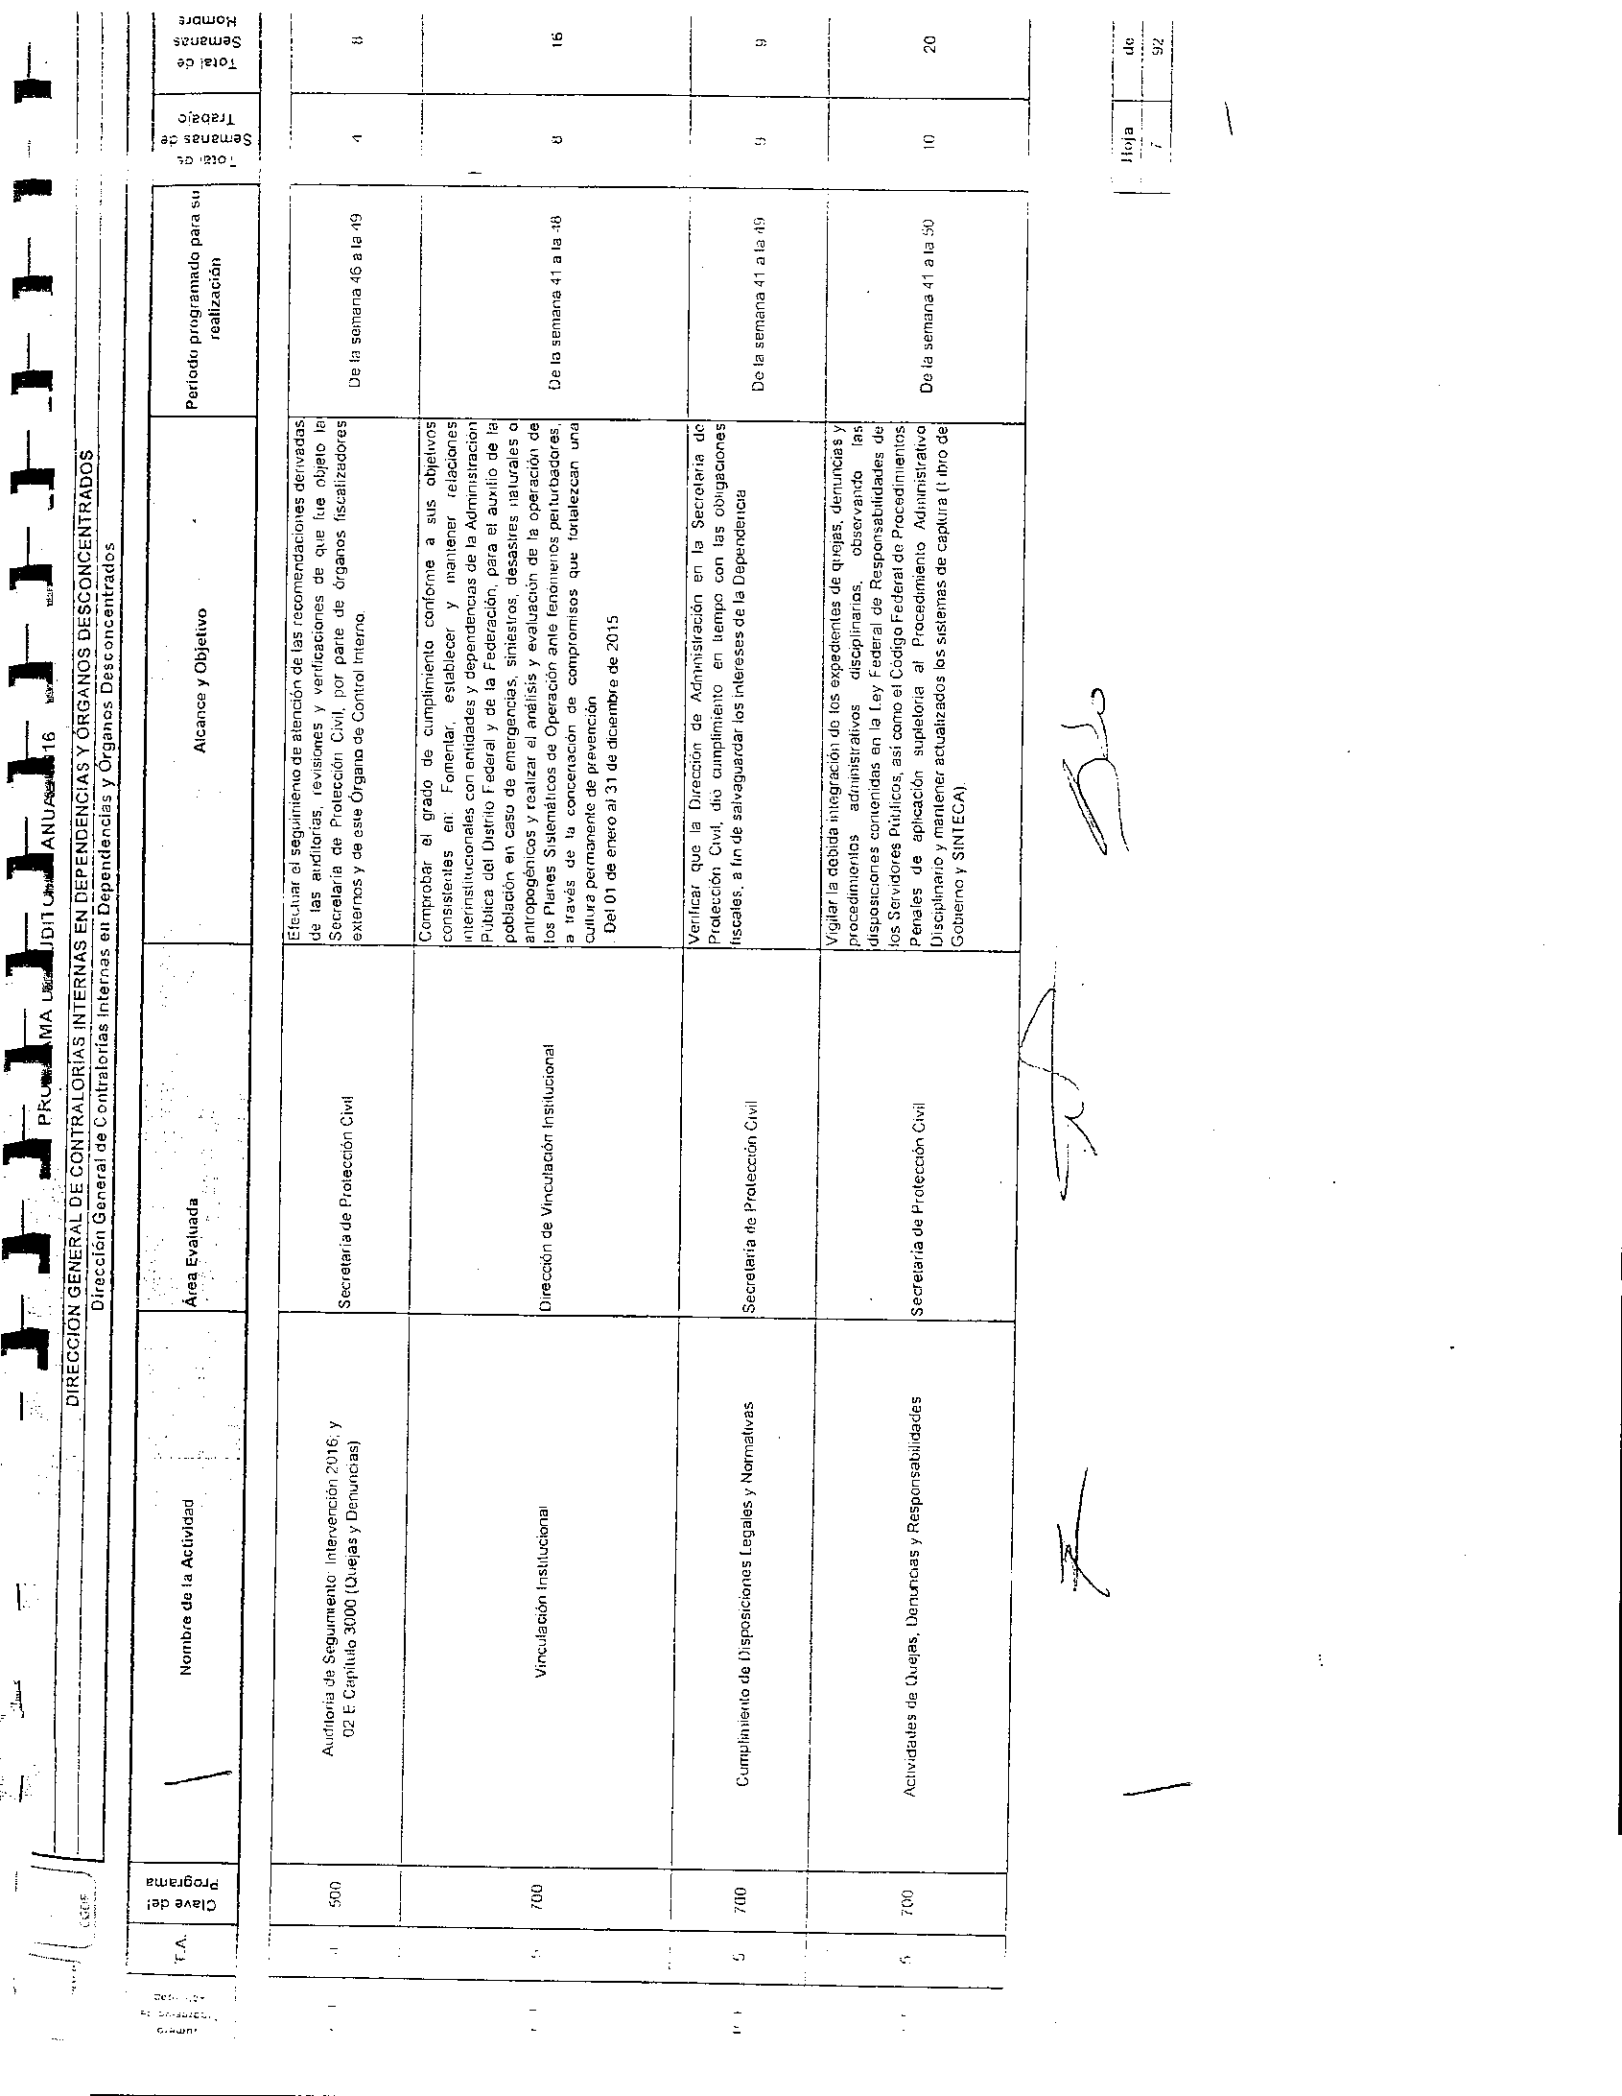 DIRECCIÓN GENERAL DE CONTRALORÍAS INTERNAS EN DEPENDENCIAS Y ÓRGANOS DESCONCENTRADOS
Dirección General de Contralorías Internas en Dependencias y Órganos Desconcentrados
T.A.
Clave del
Programa
Nombre de la Actividad
Área Evaluada
Alcance y Objetivo
Periodo programado para su
realización
Total de
Semanas de
Trabajo
Total de
Semanas
Hombre
500
Auditoría de Seguimiento: Intervención 2016; y
02 E Capítulo 3000 (Quejas y Denuncias)
Secretaría de Protección Civil
Efectuar el seguimiento de atención de las recomendaciones derivadas
de las auditorías, revisiones y verificaciones de que fue objeto la
Secretaría de Protección Civil, por parte de órganos fiscalizadores
externos y de este Órgano de Control Interno.
De la semana 46 a la 49
4
8
700
Vinculación Institucional
Dirección de Vinculación Institucional
Comprobar el grado de cumplimiento conforme a sus objetivos
consistentes en: Fomentar, establecer y mantener relaciones
interinstitucionales con entidades y dependencias de la Administración
Pública del Distrito Federal y de la Federación, para el auxilio de la
población en caso de emergencias, siniestros, desastres naturales o
antropogénicos y realizar el análisis y evaluación de la operación de
los Planes Sistemáticos de Operación ante fenómenos perturbadores,
a través de la concertación de compromisos que fortalezcan una
cultura permanente de prevención
Del 01 de enero al 31 de diciembre de 2015
De la semana 41 a la 48
8
16
5
700
Cumplimiento de Disposiciones Legales y Normativas
Secretaría de Protección Civil
Verificar que la Dirección de Administración en la Secretaría de
Protección Civil, dio cumplimiento en tiempo con las obligaciones
fiscales, a fin de salvaguardar los intereses de la Dependencia
De la semana 41 a la 49
9
9
5
700
Actividades de Quejas, Denuncias y Responsabilidades
Secretaría de Protección Civil
Vigilar la debida integración de los expedientes de quejas, denuncias y
procedimientos administrativos disciplinarios, observando las
disposiciones contenidas en la Ley Federal de Responsabilidades de
los Servidores Públicos, así como el Código Federal de Procedimientos
Penales de aplicación supletoria al Procedimiento Administrativo
Disciplinario y mantener actualizados los sistemas de captura (Libro de
Gobierno y SINTECA).
De la semana 41 a la 50
10
20
Hoja de
7 92